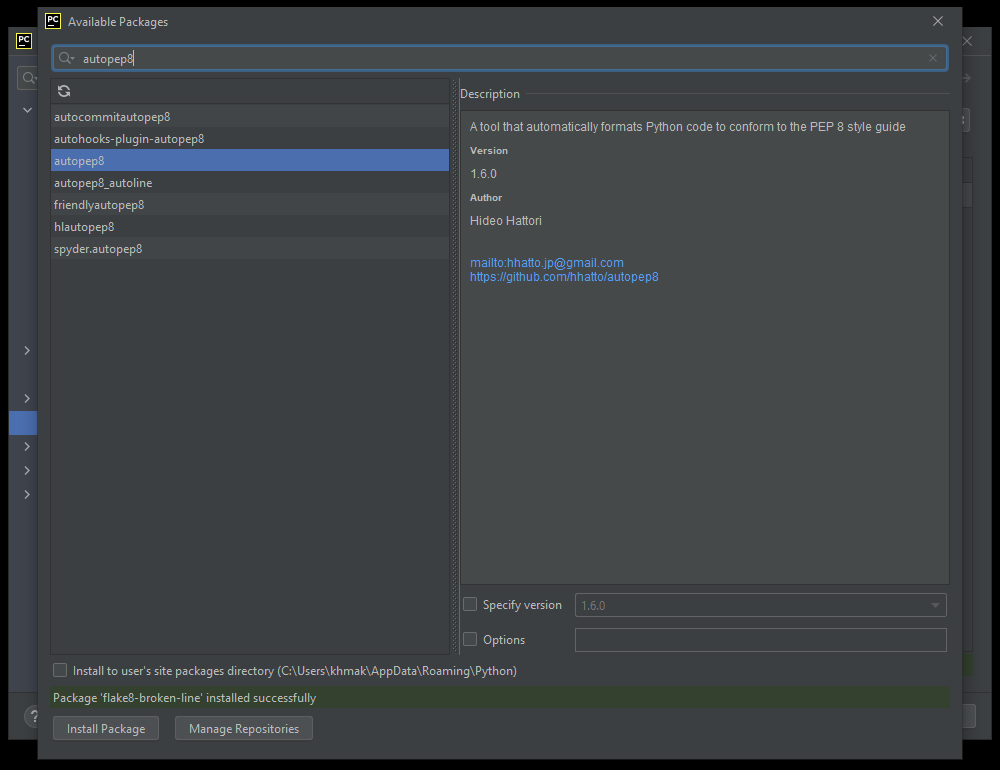 PC Available Packages
PC
autopep8
Description
autocommitautopep8
autohooks-plugin-autopep8
autopep8
autopep8_autoline
friendlyautopep8
hlautopep8
spyder.autopep8
A tool that automatically formats Python code to conform to the PEP 8 style guide
Version
1.6.0
Author
Hideo Hattori
mailto:hhatto.jp@gmail.com
https://github.com/hhatto/autopep8
Specify version 1.6.0
Options
Install to user's site packages directory (C:\Users\khmak\AppData\Roaming\Python)
Package 'flake8-broken-line' installed successfully
?
Install Package Manage Repositories